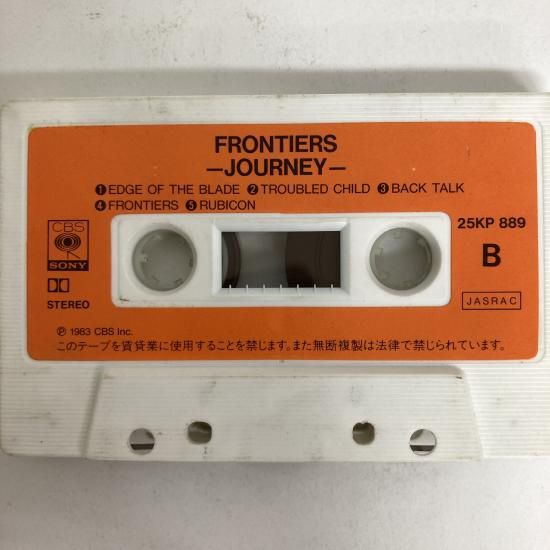 FRONTIERS
—JOURNEY—
❶EDGE OF THE BLADE ❷TROUBLED CHILD ❸BACK TALK
❹FRONTIERS ❺RUBICON
25KP 889
CBS
SONY
B
JASRAC
STEREO
Ⓟ 1983 CBS Inc.
このテープを賃貸業に使用することを禁じます。また無断複製は法律で禁じられています。